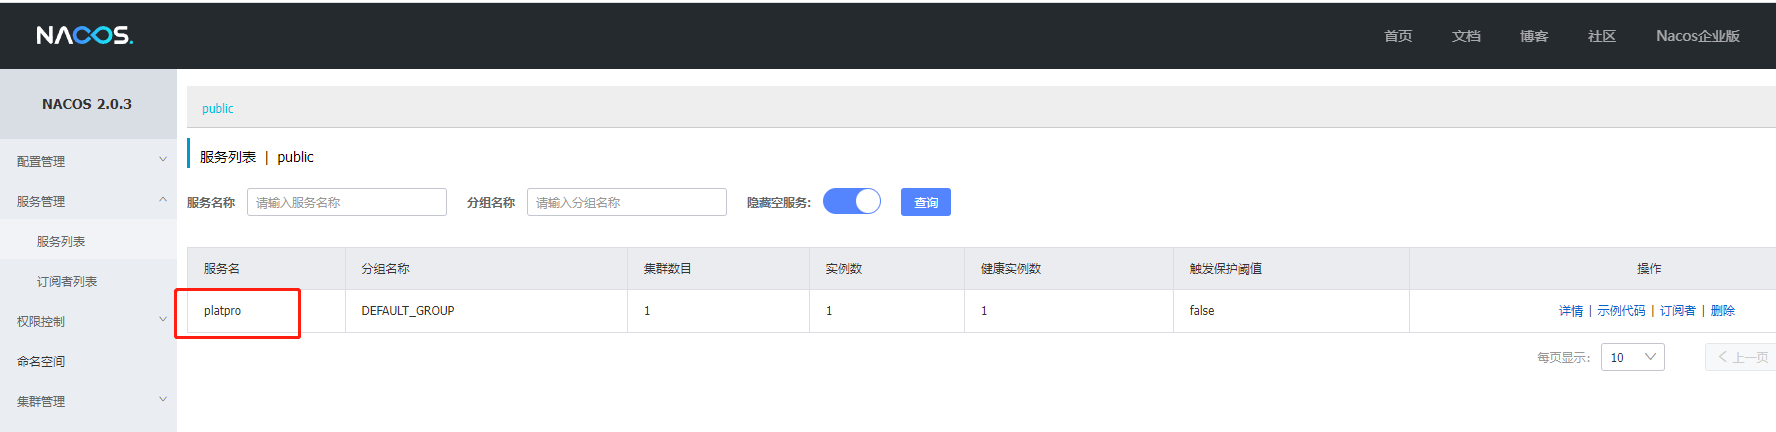 NACOS.
首页 文档 博客 社区 Nacos企业版
NACOS 2.0.3
配置管理
服务管理
服务列表
订阅者列表
权限控制
命名空间
集群管理
public
服务列表 | public
服务名称 请输入服务名称 分组名称 请输入分组名称 隐藏空服务: 查询
服务名 分组名称 集群数目 实例数 健康实例数 触发保护阈值 操作
platpro DEFAULT_GROUP 1 1 1 false 详情 | 示例代码 | 订阅者 | 删除
每页显示: 10 上一页